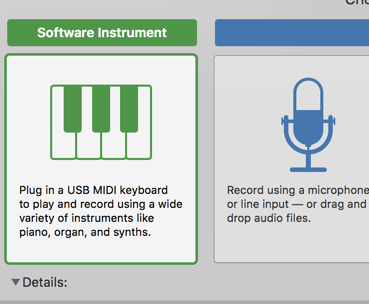 Software Instrument
Plug in a USB MIDI keyboard
to play and record using a wide
variety of instruments like
piano, organ, and synths.
Record using a microphone
or line input — or drag and
drop audio files.
Details: